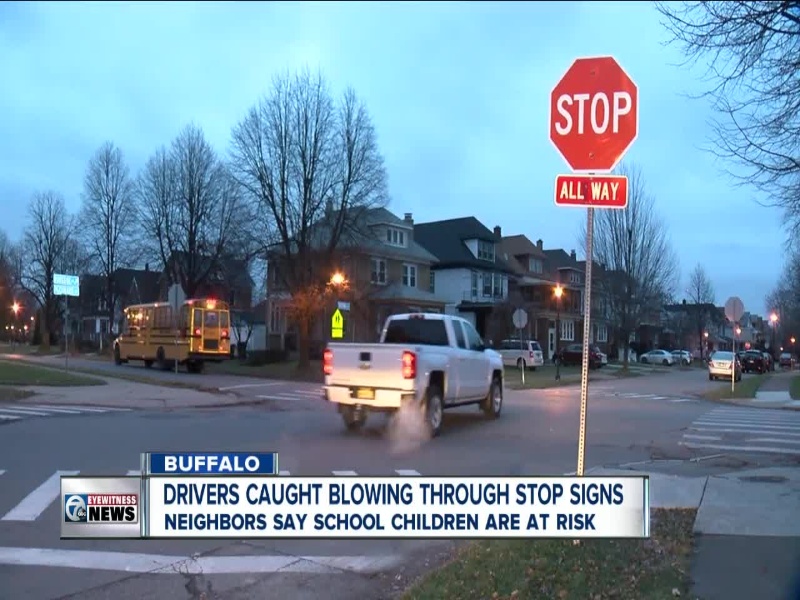 STOP
ALL WAY
BUFFALO
DRIVERS CAUGHT BLOWING THROUGH STOP SIGNS
NEIGHBORS SAY SCHOOL CHILDREN ARE AT RISK
7 abc
EYEWITNESS
NEWS